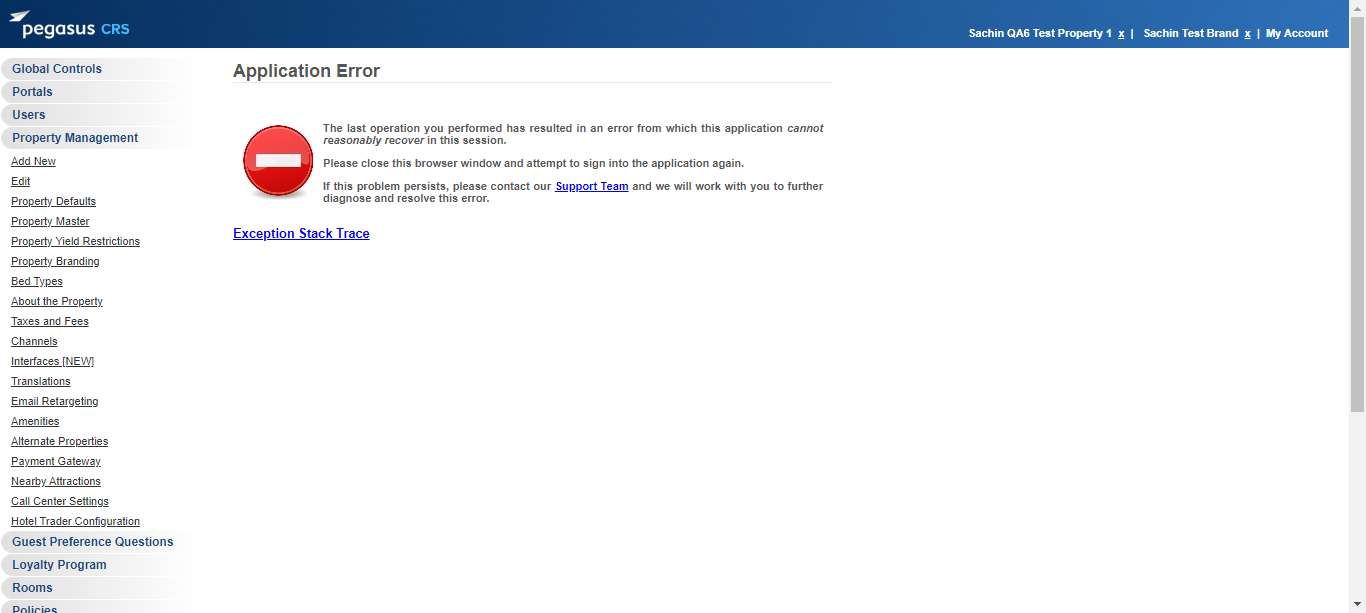 pegasus CRS
Sachin QA6 Test Property 1 x | Sachin Test Brand x | My Account
Global Controls
Portals
Users
Property Management
Add New
Edit
Property Defaults
Property Master
Property Yield Restrictions
Property Branding
Bed Types
About the Property
Taxes and Fees
Channels
Interfaces [NEW]
Translations
Email Retargeting
Amenities
Alternate Properties
Payment Gateway
Nearby Attractions
Call Center Settings
Hotel Trader Configuration
Guest Preference Questions
Loyalty Program
Rooms
Policies
Application Error
The last operation you performed has resulted in an error from which this application cannot
reasonably recover in this session.
Please close this browser window and attempt to sign into the application again.
If this problem persists, please contact our Support Team and we will work with you to further
diagnose and resolve this error.
Exception Stack Trace